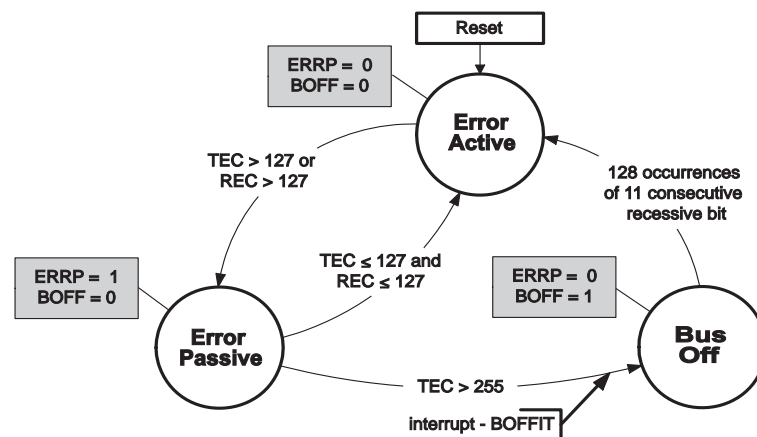 Reset
ERRP = 0
BOFF = 0
Error
Active
TEC > 127 or
REC > 127
128 occurrences
of 11 consecutive
recessive bit
TEC ≤ 127 and
REC ≤ 127
ERRP = 1
BOFF = 0
ERRP = 0
BOFF = 1
Error
Passive
Bus
Off
TEC > 255
interrupt - BOFFIT